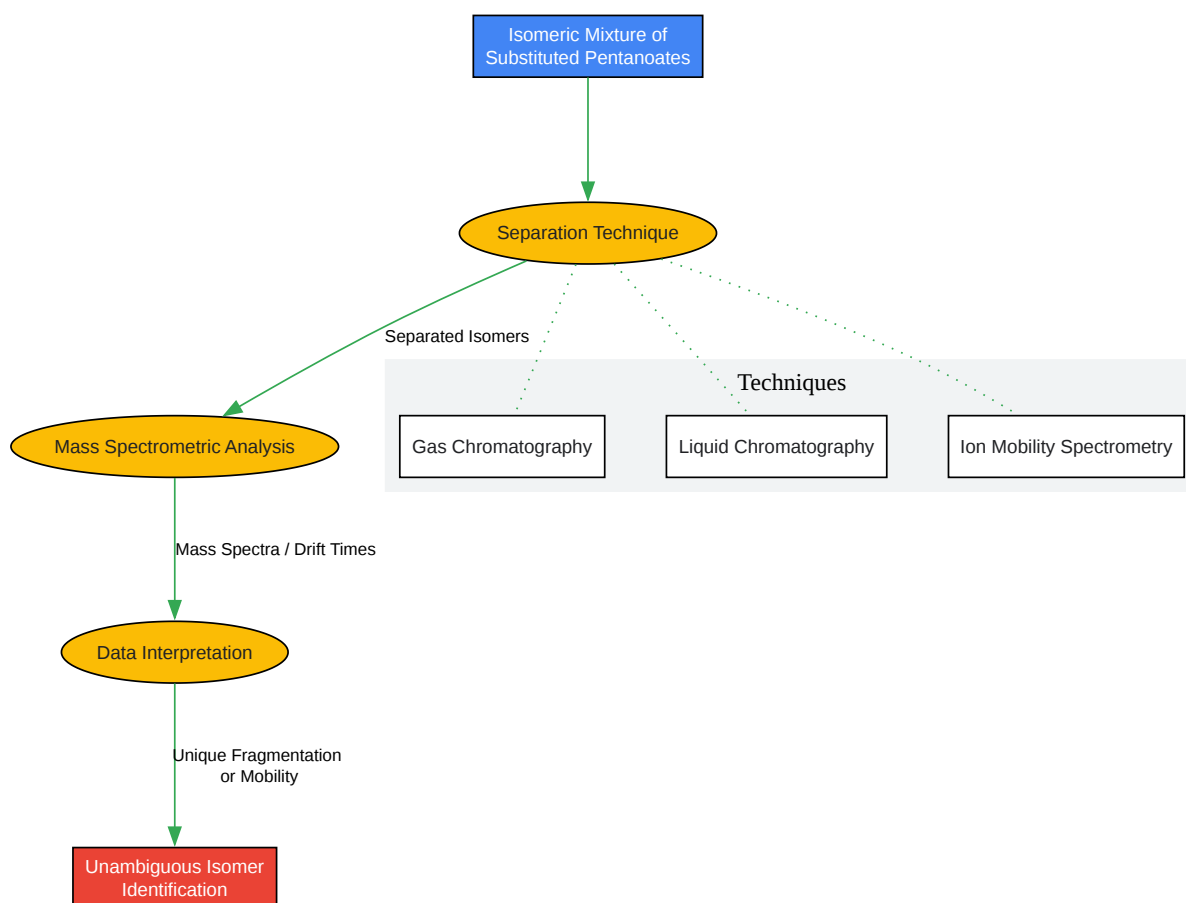 Isomeric Mixture of
Substituted Pentanoates
Separation Technique
Separated Isomers
Techniques
Mass Spectrometric Analysis
Gas Chromatography
Liquid Chromatography
Ion Mobility Spectrometry
Mass Spectra / Drift Times
Data Interpretation
Unique Fragmentation
or Mobility
Unambiguous Isomer
Identification